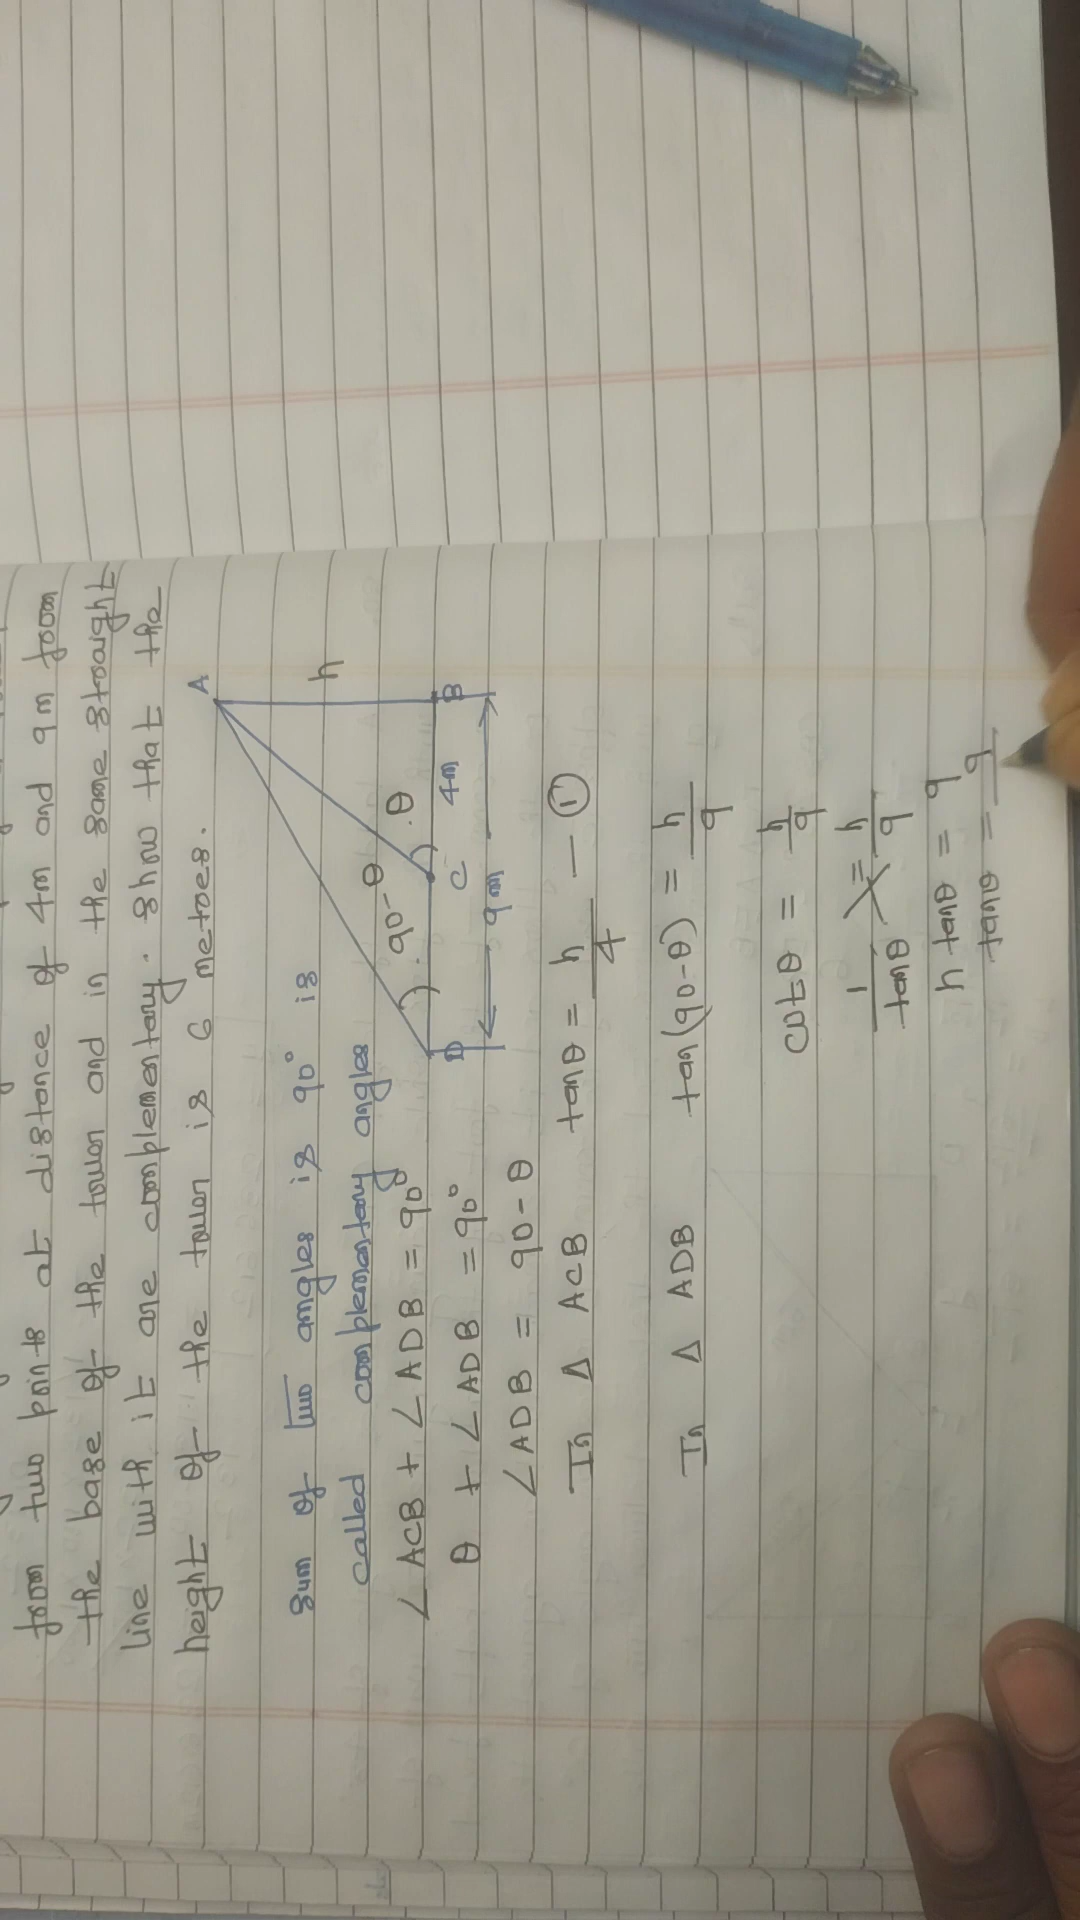 from two points at distance of 4m and 9m from
the base of the tower and in the same straight
line with it are complementary. show that the
height of the tower is 6 metres.
A
h
sum of two angles is 90° is
called complementary angles
90-θ
θ
D
C
4m
B
9m
∠ACB + ∠ADB = 90°
θ + ∠ADB = 90°
∠ADB = 90-θ
In Δ ACB tanθ = h/4 — ①
In Δ ADB tan(90-θ) = h/9
cotθ = h/9
1/tanθ = h/9
h tanθ = 9
tanθ = 9